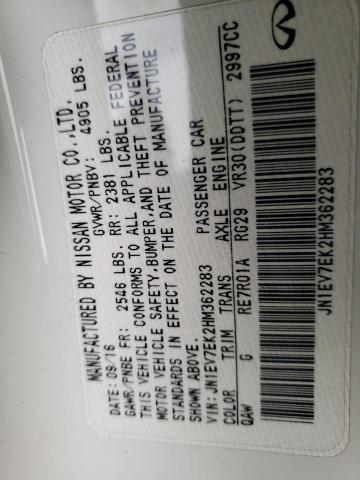 MANUFACTURED BY NISSAN MOTOR CO.,LTD.
DATE: 09/16 GVWR/PNBV: 4905 LBS.
GAWR/PNBE FR: 2546 LBS. RR: 2381 LBS.
THIS VEHICLE CONFORMS TO ALL APPLICABLE FEDERAL
MOTOR VEHICLE SAFETY,BUMPER,AND THEFT PREVENTION
STANDARDS IN EFFECT ON THE DATE OF MANUFACTURE
SHOWN ABOVE.
VIN:JN1EV7EK2HM362283 PASSENGER CAR
COLOR TRIM TRANS AXLE ENGINE
QAW G RE7R01A RG29 VR30(DDTT) 2997CC
JN1EV7EK2HM362283